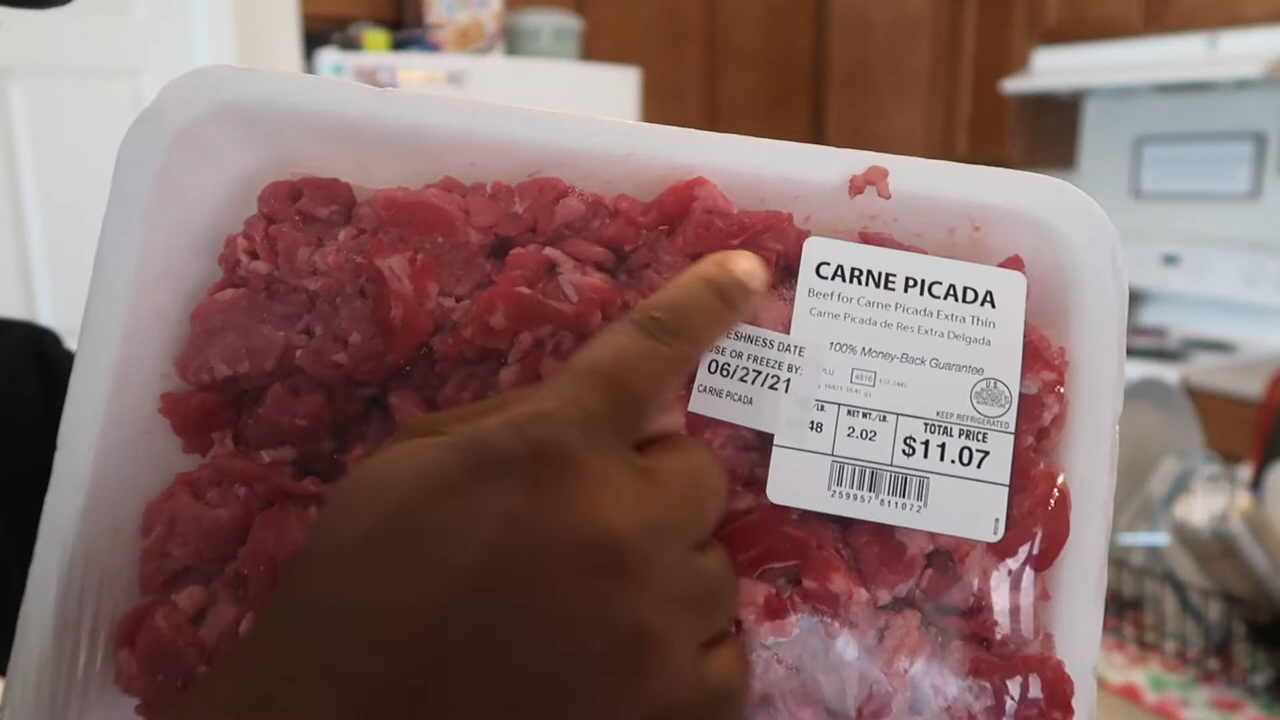 CARNE PICADA
Beef for Carne Picada Extra Thin
Carne Picada de Res Extra Delgada
100% Money-Back Guarantee
4816
U.S.
KEEP REFRIGERATED
/LB.
48
NET WT./LB.
2.02
TOTAL PRICE
$11.07
259957 811072
ESHNESS DATE
USE OR FREEZE BY:
06/27/21
CARNE PICADA